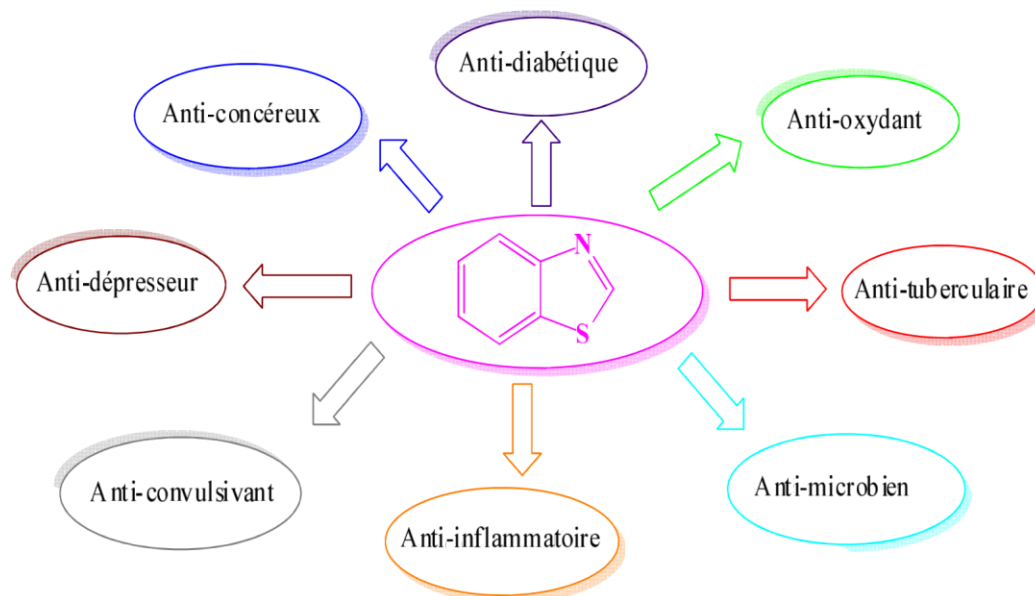 Anti-diabétique
Anti-concéreux
Anti-oxydant
N
Anti-dépresseur
Anti-tuberculaire
S
Anti-convulsivant
Anti-microbien
Anti-inflammatoire